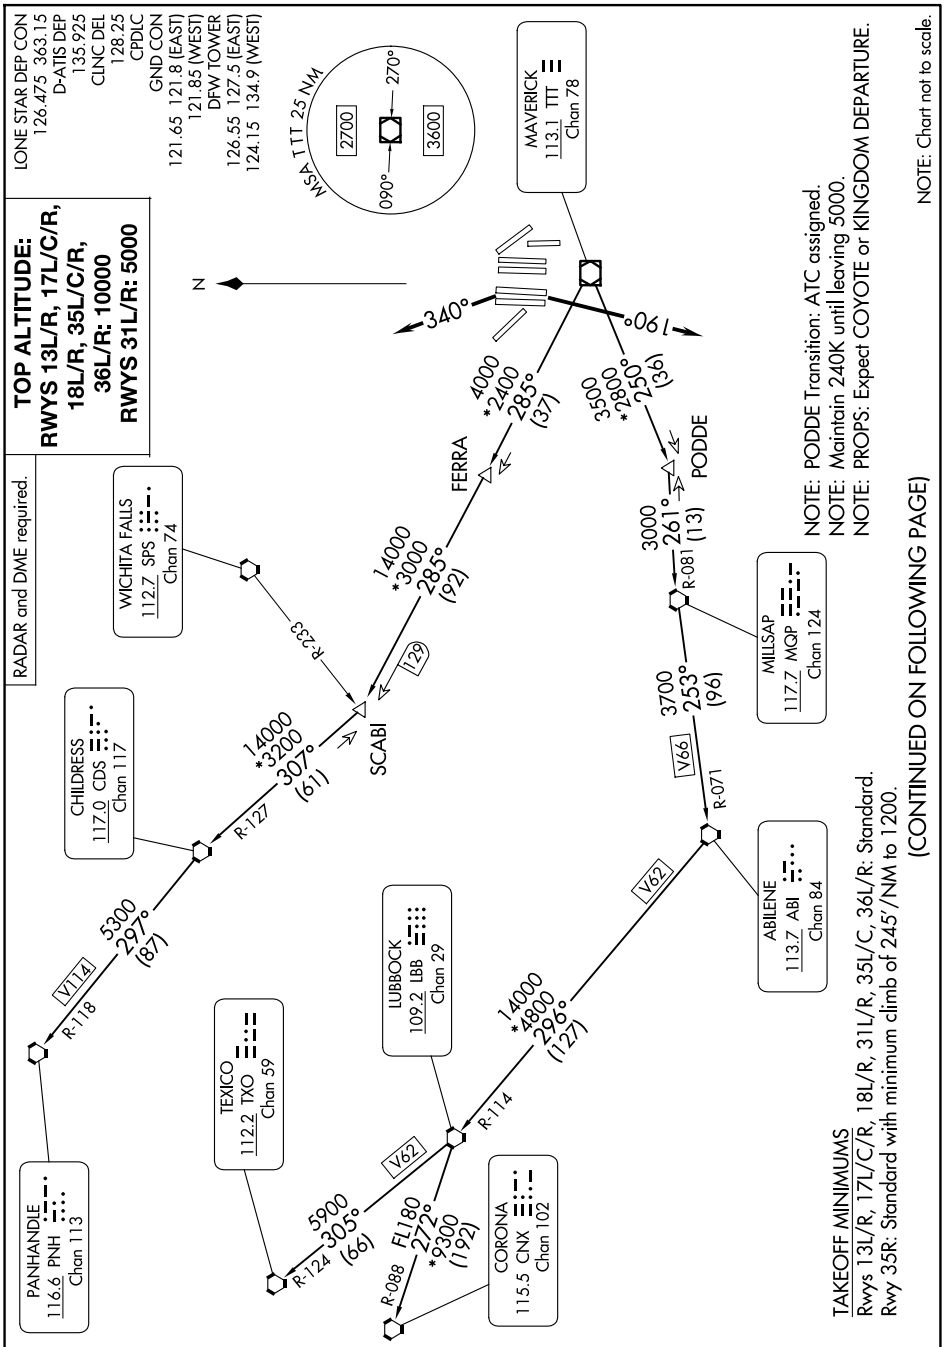 LONE STAR DEP CON
126.475 363.15
D-ATIS DEP
135.925
CLNC DEL
128.25
CPDLC
GND CON
121.65 121.8 (EAST)
121.85 (WEST)
DFW TOWER
126.55 127.5 (EAST)
124.15 134.9 (WEST)
TOP ALTITUDE:
RWYS 13L/R, 17L/C/R,
18L/R, 35L/C/R,
36L/R: 10000
RWYS 31L/R: 5000
RADAR and DME required.
MSA TTT 25 NM
2700
090°
270°
3600
N
MAVERICK
113.1 TTT
Chan 78
340°
190°
4000
*2400
285°
(37)
FERRA
14000
*3000
285°
(92)
129
WICHITA FALLS
112.7 SPS
Chan 74
R-233
SCABI
14000
*3200
307°
(61)
R-127
CHILDRESS
117.0 CDS
Chan 117
5300
297°
(87)
V114
R-118
PANHANDLE
116.6 PNH
Chan 113
3500
*2800
250°
(36)
PODDE
3000
261°
(13)
R-081
MILLSAP
117.7 MQP
Chan 124
3700
253°
(96)
V66
R-071
ABILENE
113.7 ABI
Chan 84
V62
14000
*4800
296°
(127)
R-114
LUBBOCK
109.2 LBB
Chan 29
V62
5900
305°
(66)
R-124
TEXICO
112.2 TXO
Chan 59
FL180
272°
*9300
(192)
R-088
CORONA
115.5 CNX
Chan 102
NOTE: PODDE Transition: ATC assigned.
NOTE: Maintain 240K until leaving 5000.
NOTE: PROPS: Expect COYOTE or KINGDOM DEPARTURE.
NOTE: Chart not to scale.
TAKEOFF MINIMUMS
Rwys 13L/R, 17L/C/R, 18L/R, 31L/R, 35L/C, 36L/R: Standard.
Rwy 35R: Standard with minimum climb of 245'/NM to 1200.
(CONTINUED ON FOLLOWING PAGE)